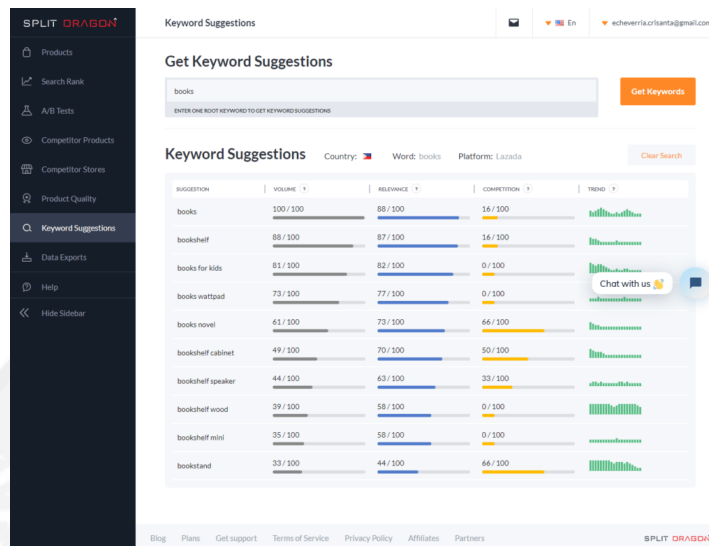 SPLIT DRAGON
Keyword Suggestions
En
echeverria.crisanta@gmail.com
Products
Search Rank
A/B Tests
Competitor Products
Competitor Stores
Product Quality
Keyword Suggestions
Data Exports
Help
Hide Sidebar
Get Keyword Suggestions
books
Get Keywords
ENTER ONE ROOT KEYWORD TO GET KEYWORD SUGGESTIONS
Keyword Suggestions Country: Word: books Platform: Lazada Clear Search
SUGGESTION VOLUME ? RELEVANCE ? COMPETITION ? TREND ?
books 100/100 88/100 16/100
bookshelf 88/100 87/100 16/100
books for kids 81/100 82/100 0/100
books wattpad 73/100 77/100 0/100
Chat with us 👋
books novel 61/100 73/100 66/100
bookshelf cabinet 49/100 70/100 50/100
bookshelf speaker 44/100 63/100 33/100
bookshelf wood 39/100 58/100 0/100
bookshelf mini 35/100 58/100 0/100
bookstand 33/100 44/100 66/100
Blog Plans Get support Terms of Service Privacy Policy Affiliates Partners SPLIT DRAGON